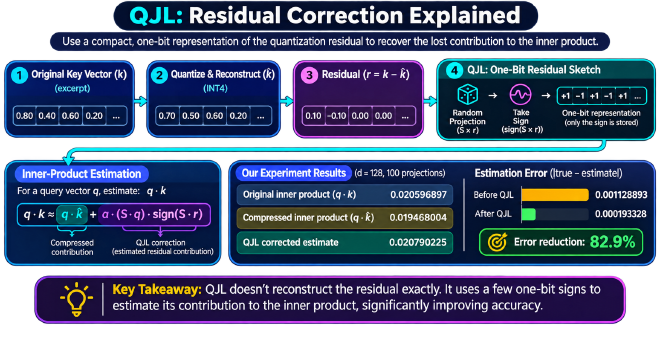 QJL: Residual Correction Explained
Use a compact, one-bit representation of the quantization residual to recover the lost contribution to the inner product.
1 Original Key Vector (k)
(excerpt)
0.80 0.40 0.60 0.20 ...
2 Quantize & Reconstruct (k̂)
(INT4)
0.70 0.50 0.60 0.20 ...
3 Residual (r = k − k̂)
0.10 −0.10 0.00 0.00 ...
4 QJL: One-Bit Residual Sketch
Random
Projection
(S × r)
Take
Sign
(sign(S × r))
+1 −1 +1 −1 +1 ...
One-bit representation
(only the sign is stored)
Inner-Product Estimation
For a query vector q, estimate: q · k
q · k ≈ q · k̂ + α · (S · q) · sign(S · r)
Compressed
contribution
QJL correction
(estimated residual contribution)
Our Experiment Results (d = 128, 100 projections)
Original inner product (q · k) 0.020596897
Compressed inner product (q · k̂) 0.019468004
QJL corrected estimate 0.020790225
Estimation Error (|true − estimate|)
Before QJL 0.001128893
After QJL 0.000193328
Error reduction: 82.9%
Key Takeaway: QJL doesn't reconstruct the residual exactly. It uses a few one-bit signs to
estimate its contribution to the inner product, significantly improving accuracy.